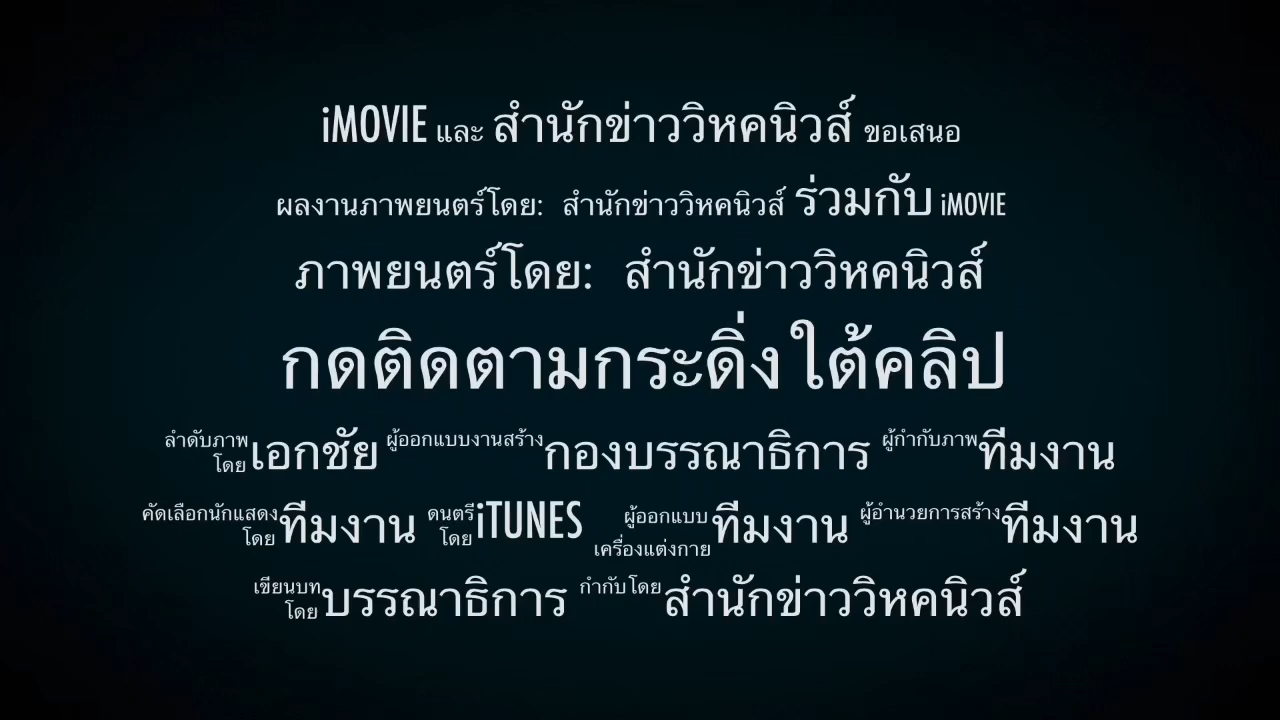 iMOVIE และ สำนักข่าววิหคนิวส์ ขอเสนอ
ผลงานภาพยนตร์โดย: สำนักข่าววิหคนิวส์ ร่วมกับ iMOVIE
ภาพยนตร์โดย: สำนักข่าววิหคนิวส์
กดติดตามกระดิ่ง ใต้คลิป
ลำดับภาพโดย เอกชัย ผู้ออกแบบงานสร้าง กองบรรณาธิการ ผู้กำกับภาพ ทีมงาน
คัดเลือกนักแสดงโดย ทีมงาน ดนตรีโดย iTUNES ผู้ออกแบบเครื่องแต่งกาย ทีมงาน ผู้อำนวยการสร้าง ทีมงาน
เขียนบทโดย บรรณาธิการ กำกับโดย สำนักข่าววิหคนิวส์